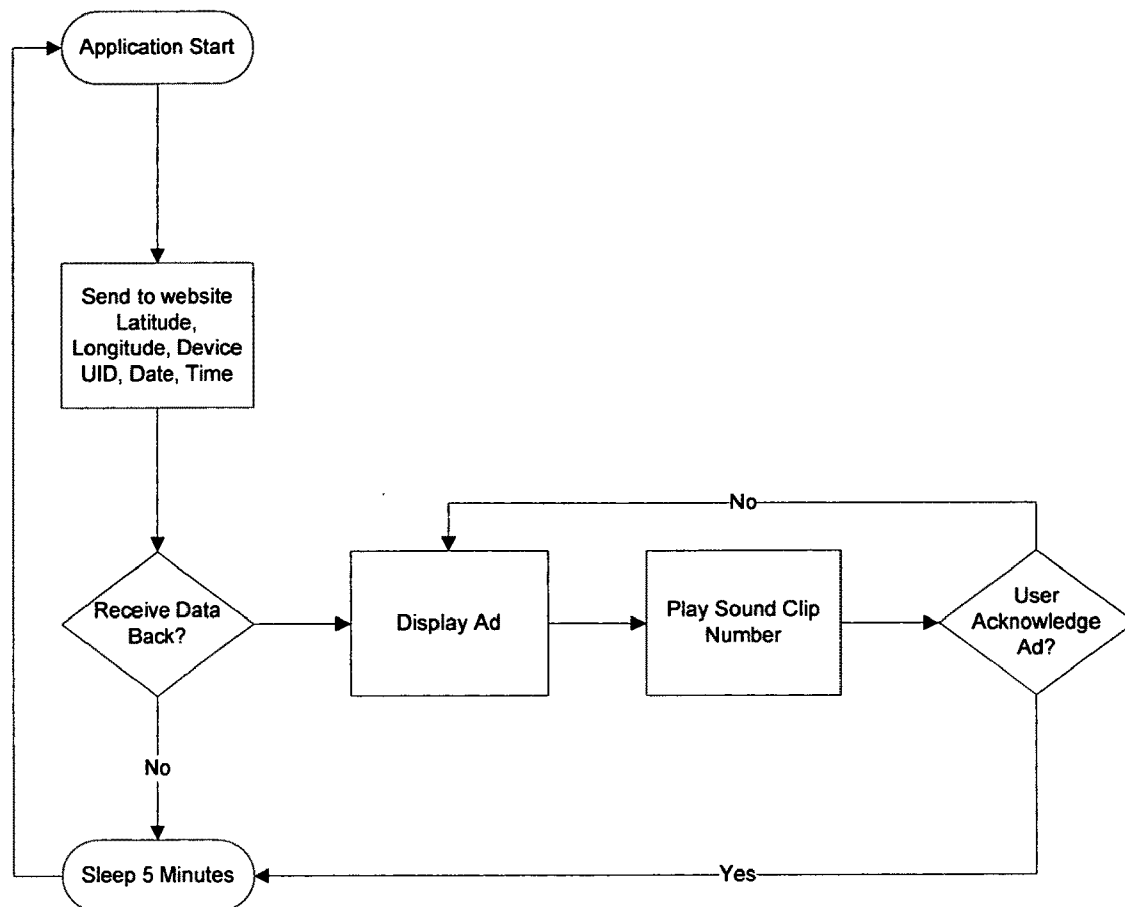 Application Start
Send to website
Latitude,
Longitude, Device
UID, Date, Time
No
Receive Data
Back?
Display Ad
Play Sound Clip
Number
User
Acknowledge
Ad?
No
Sleep 5 Minutes
Yes